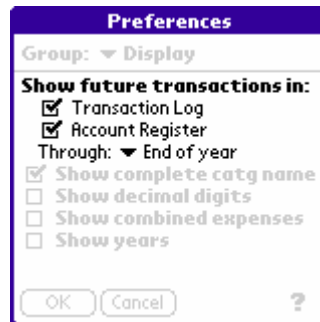 Preferences
Group: Display
Show future transactions in:
Transaction Log
Account Register
Through: End of year
Show complete catg name
Show decimal digits
Show combined expenses
Show years
OK Cancel ?